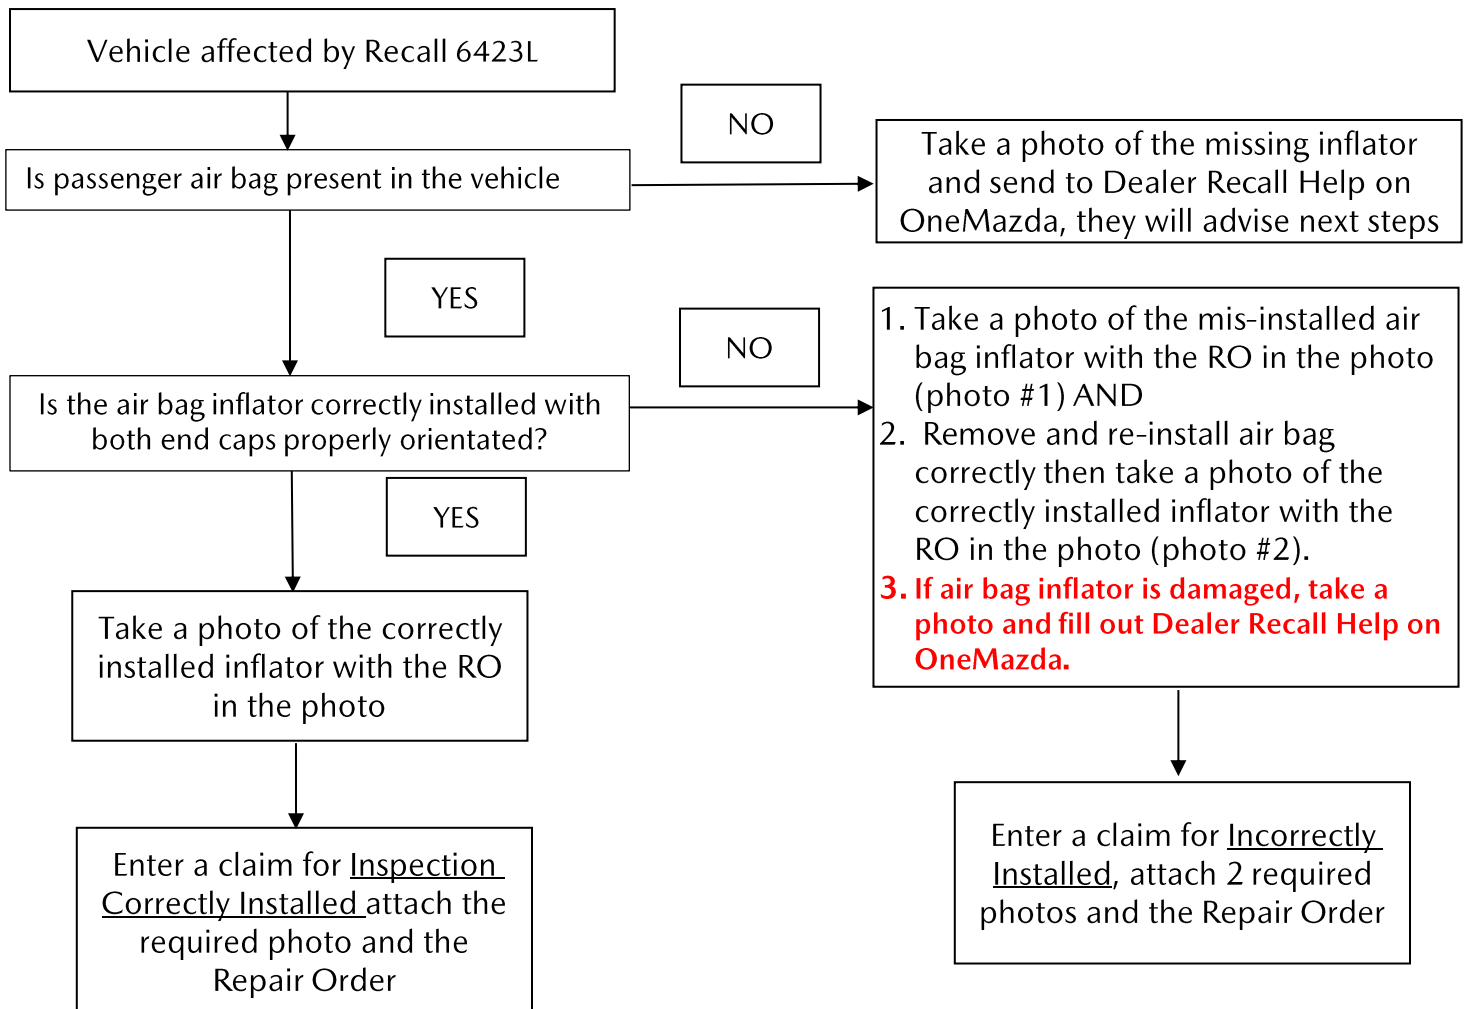 Vehicle affected by Recall 6423L
NO
Is passenger air bag present in the vehicle
Take a photo of the missing inflator
and send to Dealer Recall Help on
OneMazda, they will advise next steps
YES
NO
Is the air bag inflator correctly installed with
both end caps properly orientated?
1. Take a photo of the mis-installed air
bag inflator with the RO in the photo
(photo #1) AND
2. Remove and re-install air bag
correctly then take a photo of the
correctly installed inflator with the
RO in the photo (photo #2).
3. If air bag inflator is damaged, take a
photo and fill out Dealer Recall Help on
OneMazda.
YES
Take a photo of the correctly
installed inflator with the RO
in the photo
Enter a claim for Inspection
Correctly Installed attach the
required photo and the
Repair Order
Enter a claim for Incorrectly
Installed, attach 2 required
photos and the Repair Order